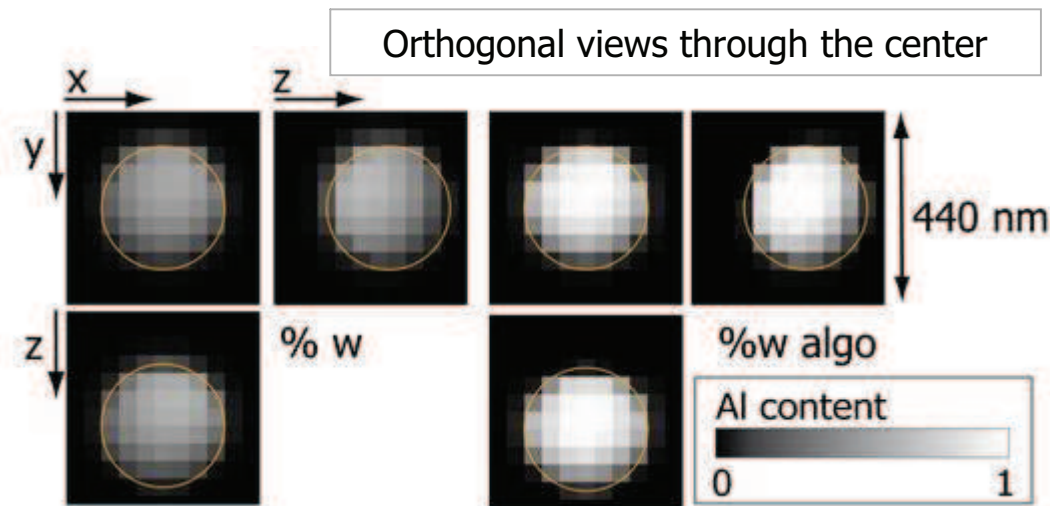 Orthogonal views through the center
x
z
y
440 nm
z
% w
%w algo
Al content
0
1